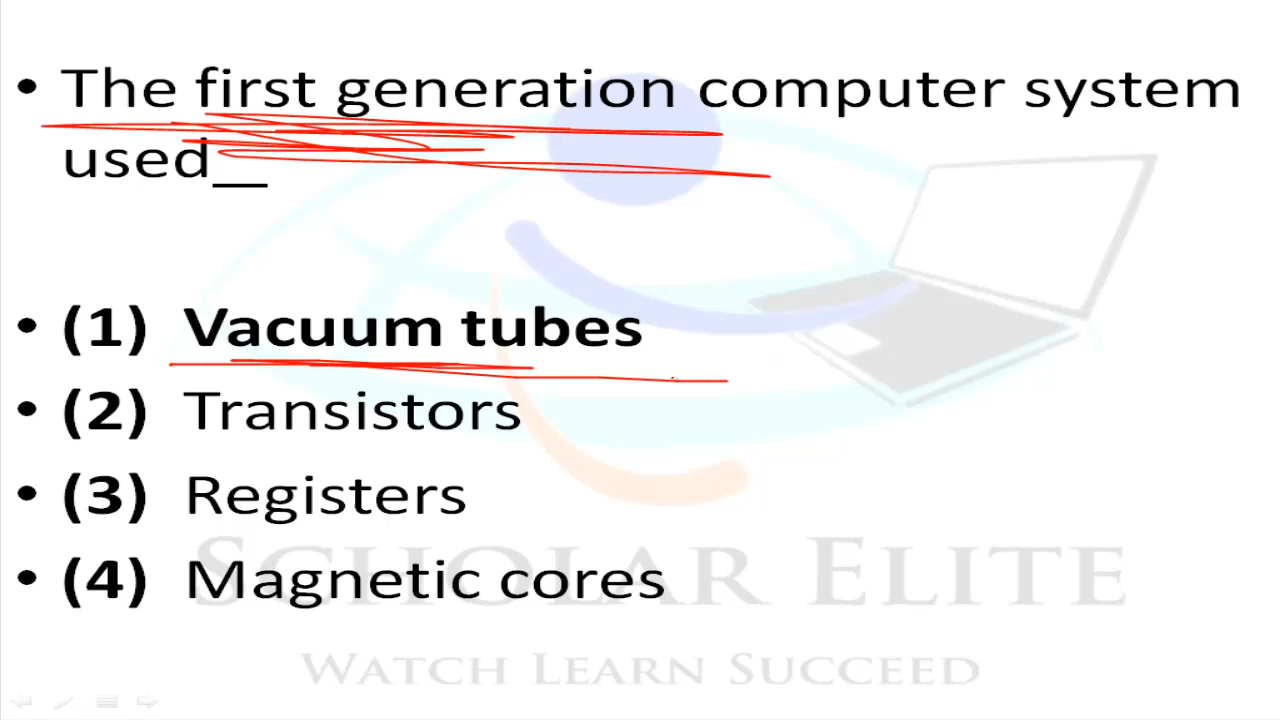 • The first generation computer system
used__
• (1) Vacuum tubes
• (2) Transistors
• (3) Registers
• (4) Magnetic cores
SCHOLAR ELITE
WATCH LEARN SUCCEED